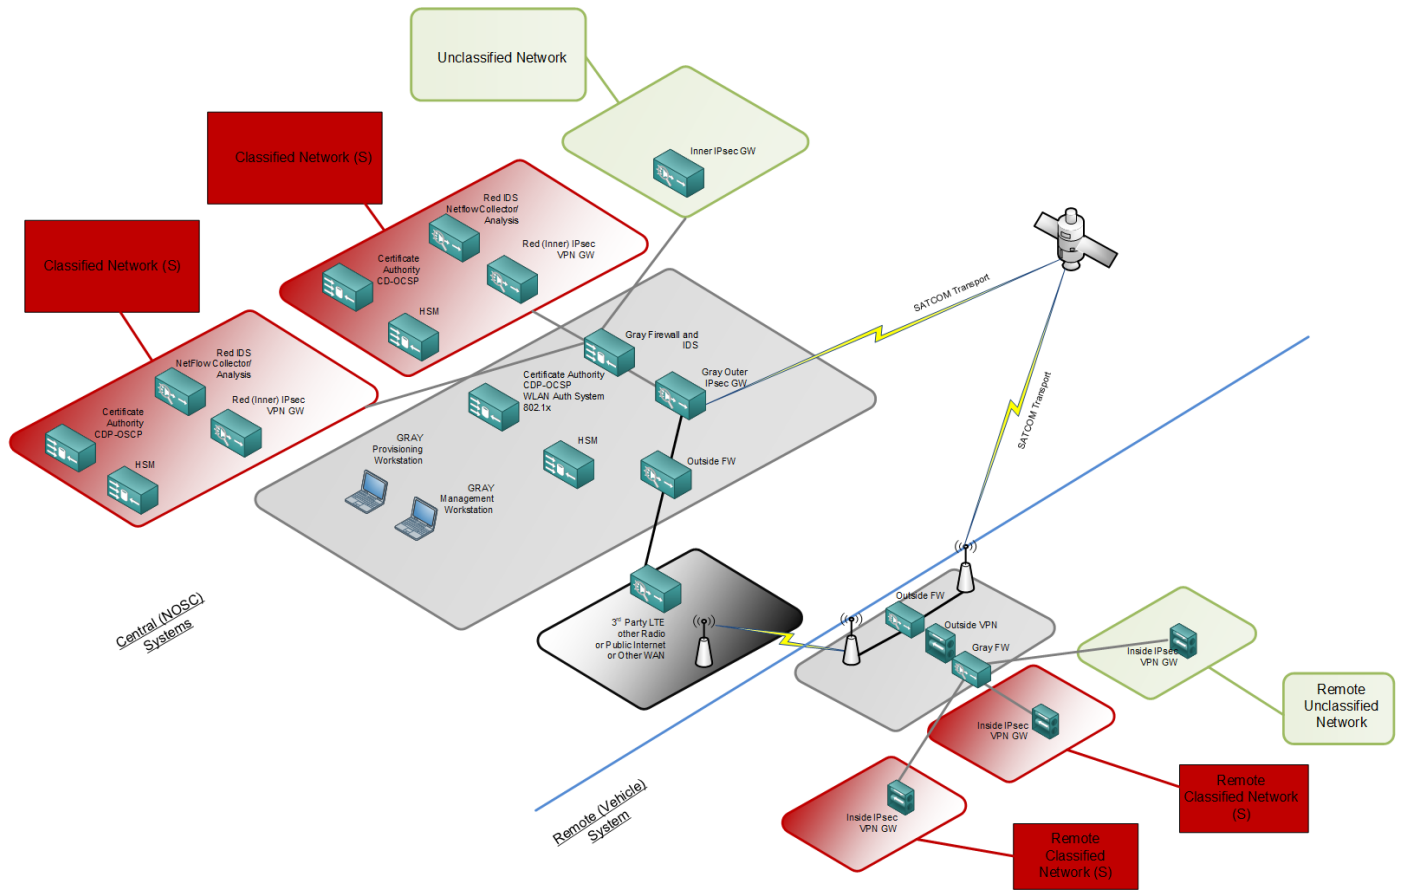 Unclassified Network
Inner IPsec GW
Classified Network (S)
Red IDS
Netflow Collector/
Analysis
Red (Inner) IPsec
VPN GW
Certificate
Authority
CD-OCSP
HSM
Classified Network (S)
Red IDS
NetFlow Collector/
Analysis
Red (Inner) IPsec
VPN GW
Certificate
Authority
CDP-OSCP
HSM
Gray Firewall and
IDS
Gray Outer
IPsec GW
Certificate Authority
CDP-OCSP
WLAN Auth System
802.1x
HSM
Outside FW
GRAY
Provisioning
Workstation
GRAY
Management
Workstation
SATCOM Transport
SATCOM Transport
3rd Party LTE
other Radio
or Public Internet
or Other WAN
Central (NOSC)
Systems
Outside FW
Outside VPN
Gray FW
Inside IPsec
VPN GW
Remote
Unclassified
Network
Inside IPsec
VPN GW
Remote
Classified Network
(S)
Inside IPsec
VPN GW
Remote
Classified
Network (S)
Remote (Vehicle)
System